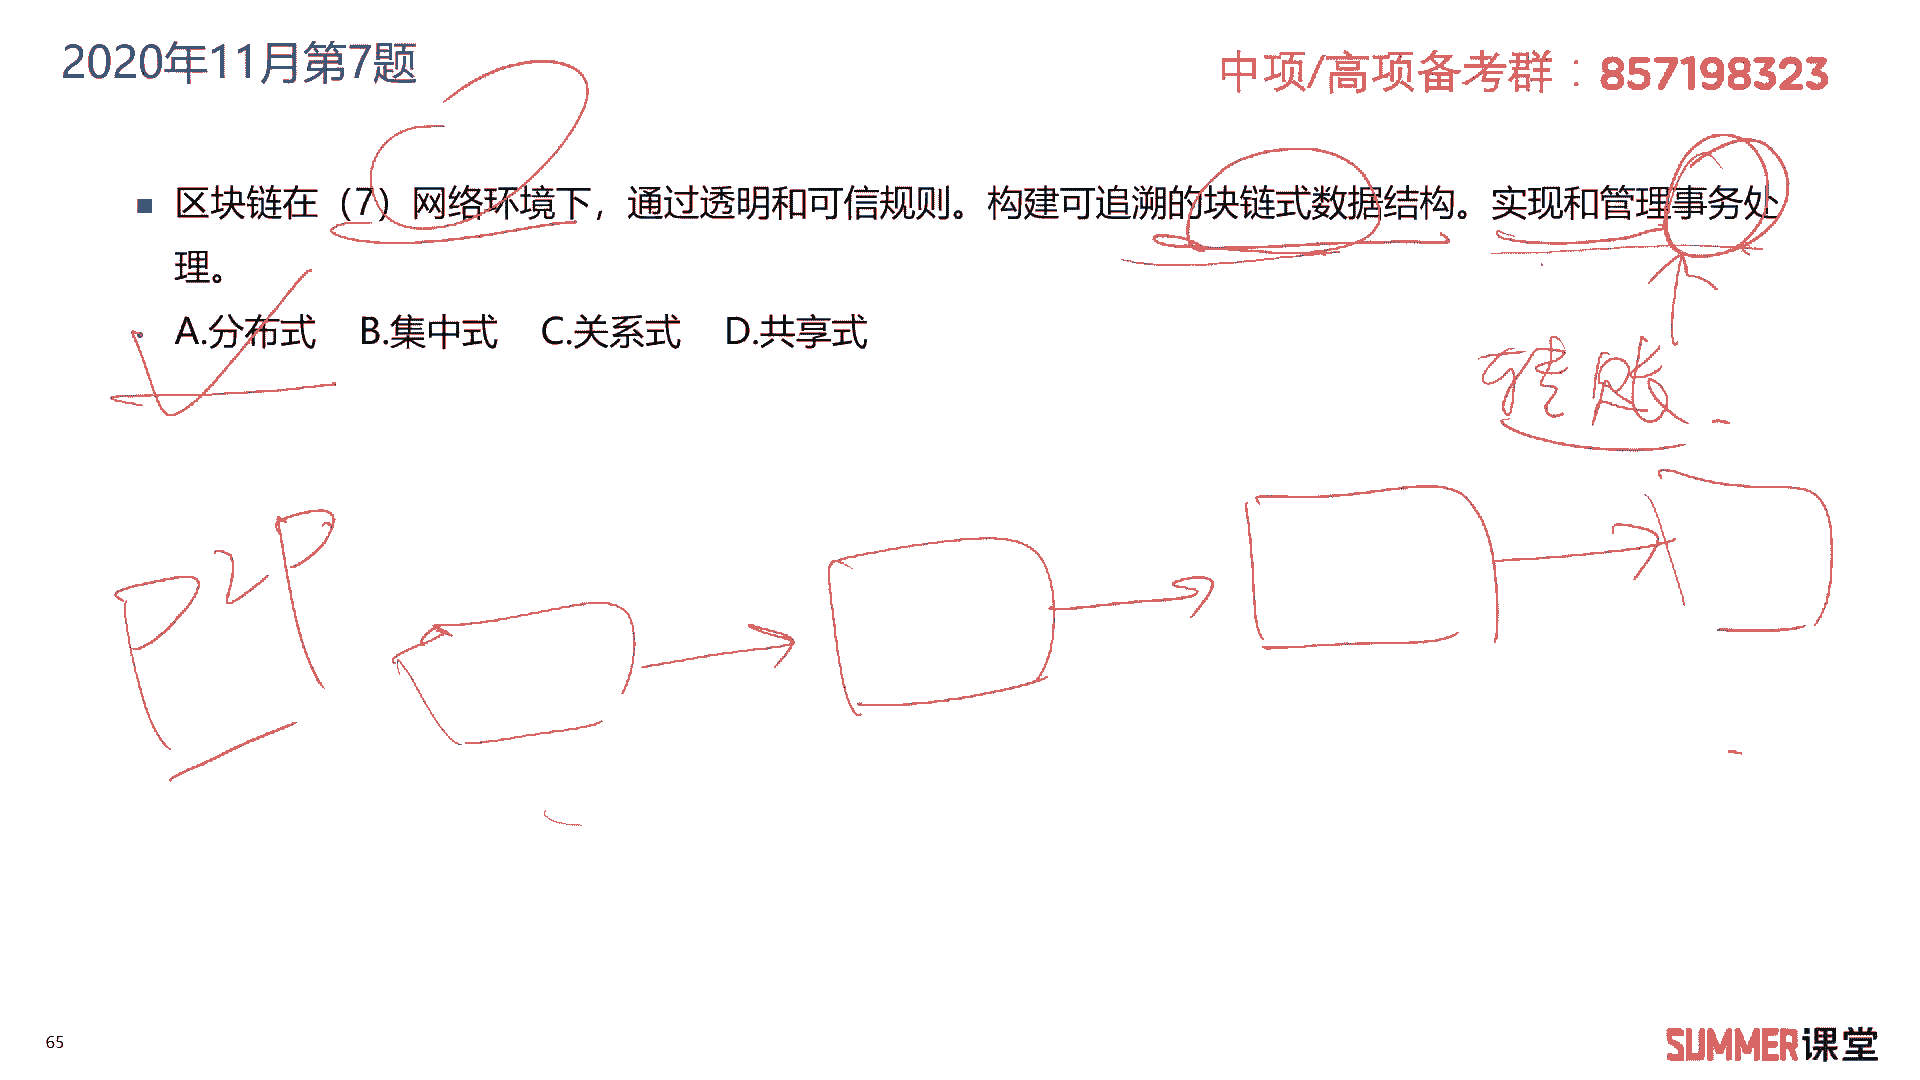 2020年11月第7题
中项/高项备考群：857198323
区块链在（7）网络环境下，通过透明和可信规则。构建可追溯的块链式数据结构。实现和管理事务处
理。
A.分布式 B.集中式 C.关系式 D.共享式
转账
P2P
65
SUMMER课堂